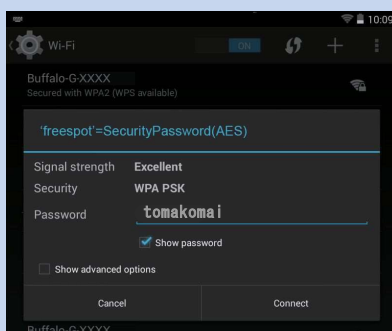 10:09
Wi-Fi
ON
Buffalo-G-XXXX
Secured with WPA2 (WPS available)
'freespot'=SecurityPassword(AES)
Signal strength Excellent
Security WPA PSK
Password tomakomai
Show password
Show advanced options
Cancel Connect
Buffalo-G-XXXX